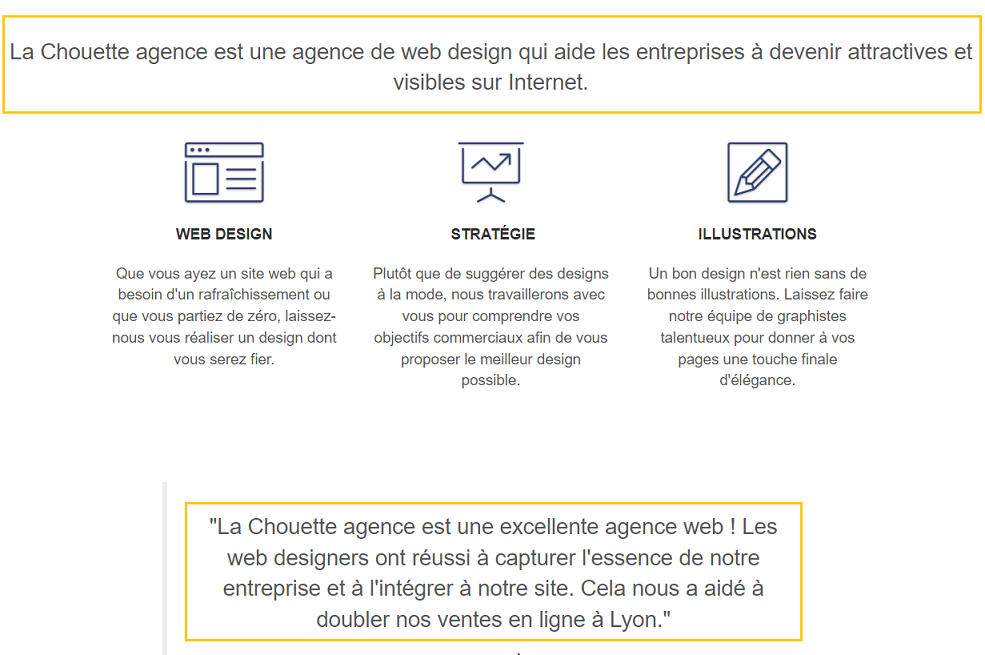 La Chouette agence est une agence de web design qui aide les entreprises à devenir attractives et
visibles sur Internet.
WEB DESIGN
Que vous ayez un site web qui a
besoin d'un rafraîchissement ou
que vous partiez de zéro, laissez-
nous vous réaliser un design dont
vous serez fier.
STRATÉGIE
Plutôt que de suggérer des designs
à la mode, nous travaillerons avec
vous pour comprendre vos
objectifs commerciaux afin de vous
proposer le meilleur design
possible.
ILLUSTRATIONS
Un bon design n'est rien sans de
bonnes illustrations. Laissez faire
notre équipe de graphistes
talentueux pour donner à vos
pages une touche finale
d'élégance.
"La Chouette agence est une excellente agence web ! Les
web designers ont réussi à capturer l'essence de notre
entreprise et à l'intégrer à notre site. Cela nous a aidé à
doubler nos ventes en ligne à Lyon."